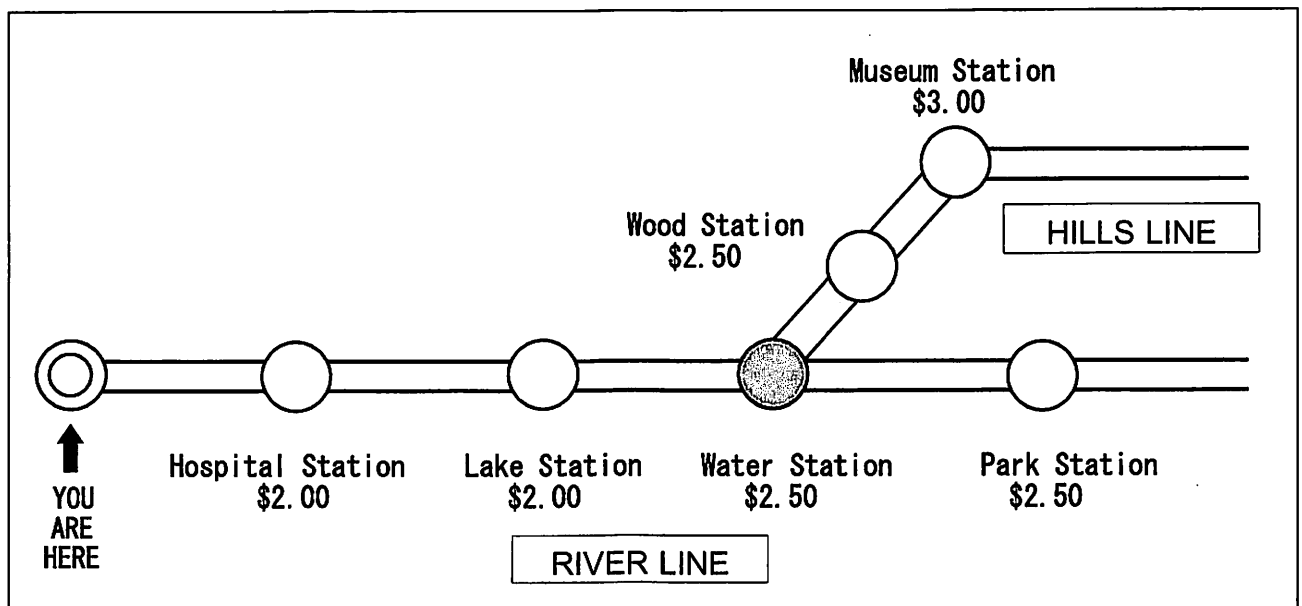 Museum Station
$3.00
Wood Station
$2.50
HILLS LINE
Hospital Station
$2.00
Lake Station
$2.00
Water Station
$2.50
Park Station
$2.50
YOU
ARE
HERE
RIVER LINE